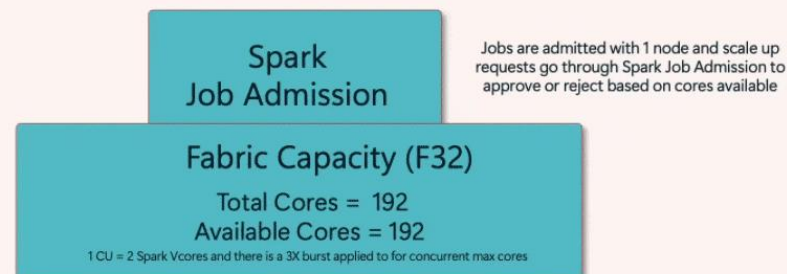 Spark
Job Admission
Jobs are admitted with 1 node and scale up
requests go through Spark Job Admission to
approve or reject based on cores available
Fabric Capacity (F32)
Total Cores = 192
Available Cores = 192
1 CU = 2 Spark Vcores and there is a 3X burst applied to for concurrent max cores